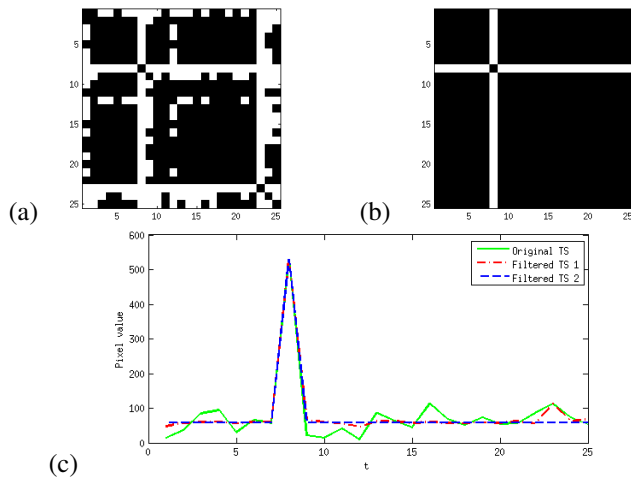 5
10
15
20
25
5 10 15 20 25
(a)
5
10
15
20
25
5 10 15 20 25
(b)
600
500
400
300
200
100
0
Pixel value
Original TS
Filtered TS 1
Filtered TS 2
0 5 10 15 20 25
t
(c)